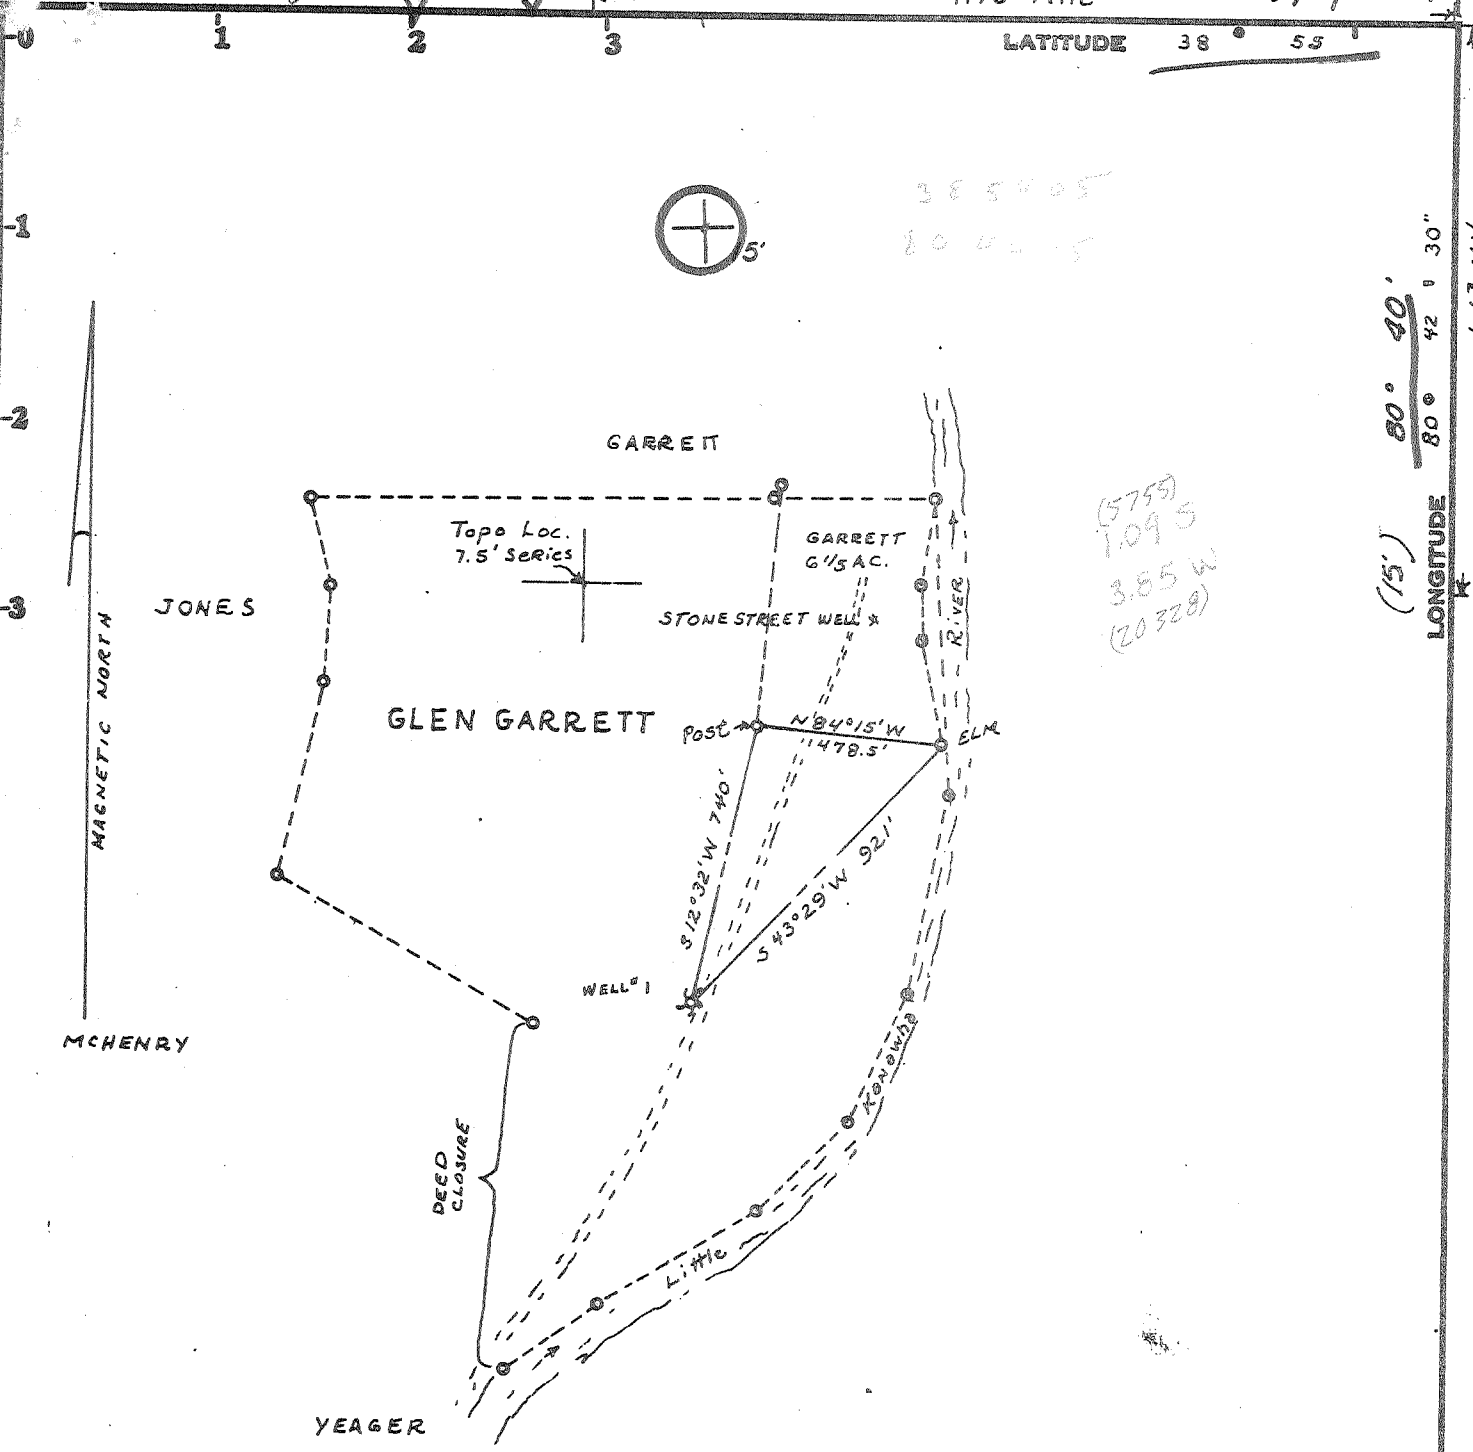 0
1
2
3
LATITUDE 38 ° 55 '
-1
15'
80° 40'
80 ° 42 ' 30"
(15')
LONGITUDE
-2
GARRETT
Topo Loc.
7.5' SERIES
GARRETT
6 1/5 AC.
(5755)
1.09 S
3.85 W
(20328)
-3
JONES
STONESTREET WELL
RIVER
MAGNETIC NORTH
GLEN GARRETT
POST
N 84°15' W
478.5'
ELM
S 12°32' W 740'
S 43°29' W 921'
WELL # 1
MCHENRY
Kanawha
DEED
CLOSURE
Little
YEAGER